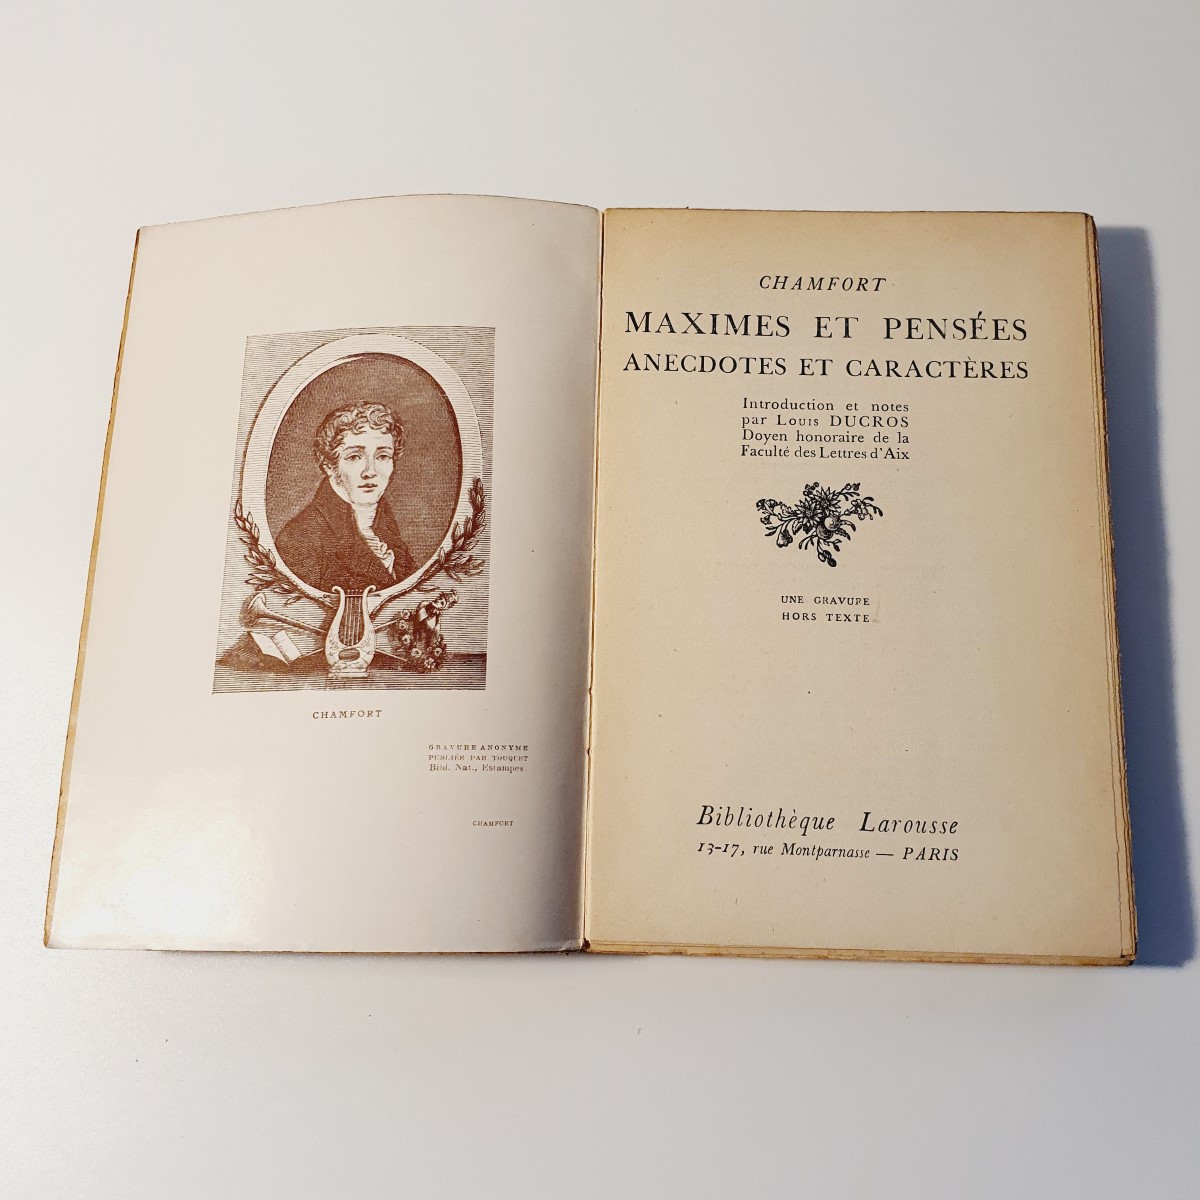 CHAMFORT
GRAVURE ANONYME
PUBLIÉE PAR TOUQUET
Bibl. Nat., Estampes
CHAMFORT
CHAMFORT
MAXIMES ET PENSÉES
ANECDOTES ET CARACTÈRES
Introduction et notes
par Louis DUCROS
Doyen honoraire de la
Faculté des Lettres d'Aix
UNE GRAVURE
HORS TEXTE
Bibliothèque Larousse
13-17, rue Montparnasse — PARIS